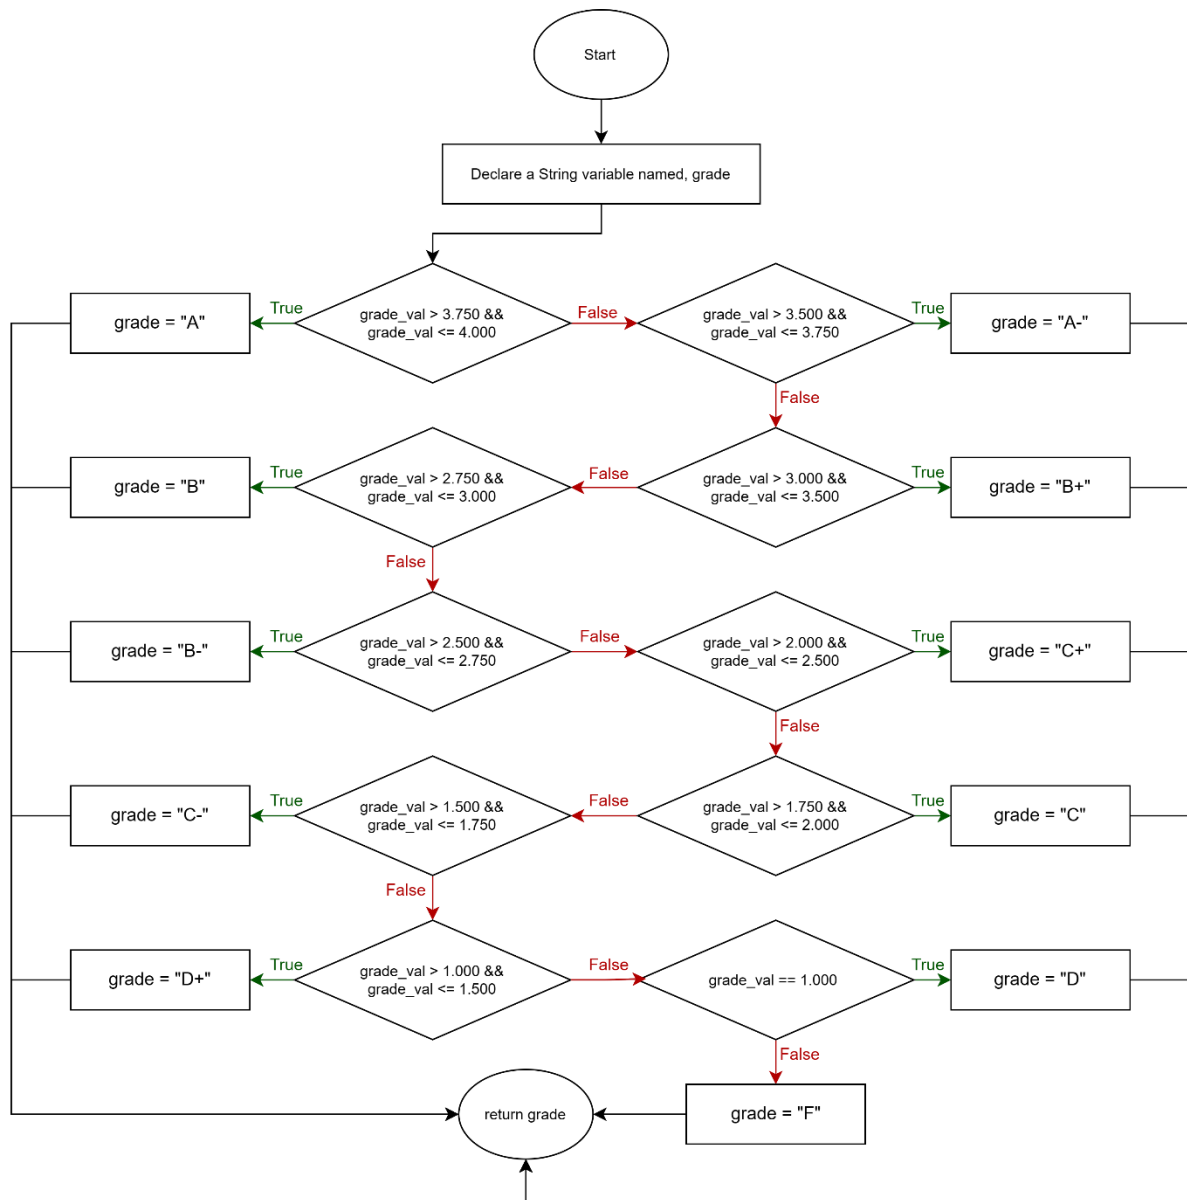 Start
Declare a String variable named, grade
grade = "A"
True
grade_val > 3.750 &&
grade_val <= 4.000
False
grade_val > 3.500 &&
grade_val <= 3.750
True
grade = "A-"
False
grade = "B"
True
grade_val > 2.750 &&
grade_val <= 3.000
False
grade_val > 3.000 &&
grade_val <= 3.500
True
grade = "B+"
False
grade = "B-"
True
grade_val > 2.500 &&
grade_val <= 2.750
False
grade_val > 2.000 &&
grade_val <= 2.500
True
grade = "C+"
False
grade = "C-"
True
grade_val > 1.500 &&
grade_val <= 1.750
False
grade_val > 1.750 &&
grade_val <= 2.000
True
grade = "C"
False
grade = "D+"
True
grade_val > 1.000 &&
grade_val <= 1.500
False
grade_val == 1.000
True
grade = "D"
False
return grade
grade = "F"